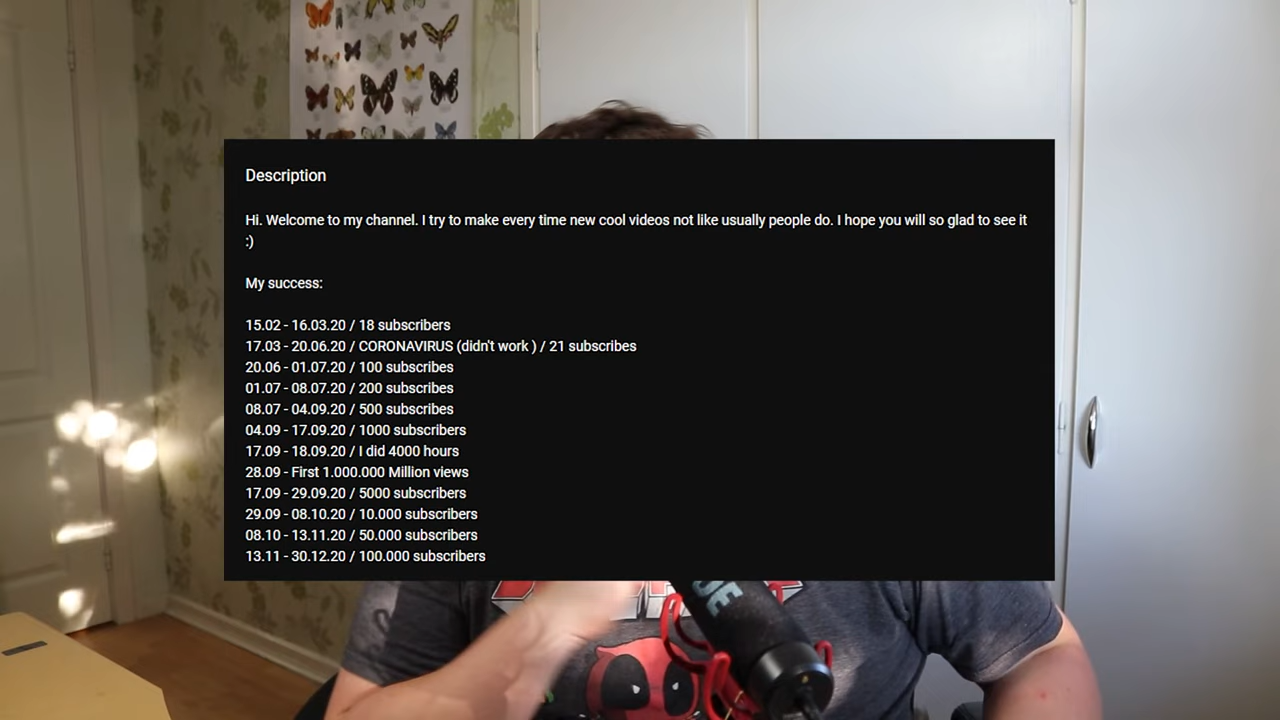 Description
Hi. Welcome to my channel. I try to make every time new cool videos not like usually people do. I hope you will so glad to see it
:)
My success:
15.02 - 16.03.20 / 18 subscribers
17.03 - 20.06.20 / CORONAVIRUS (didn't work ) / 21 subscribes
20.06 - 01.07.20 / 100 subscribes
01.07 - 08.07.20 / 200 subscribes
08.07 - 04.09.20 / 500 subscribes
04.09 - 17.09.20 / 1000 subscribers
17.09 - 18.09.20 / I did 4000 hours
28.09 - First 1.000.000 Million views
17.09 - 29.09.20 / 5000 subscribers
29.09 - 08.10.20 / 10.000 subscribers
08.10 - 13.11.20 / 50.000 subscribers
13.11 - 30.12.20 / 100.000 subscribers